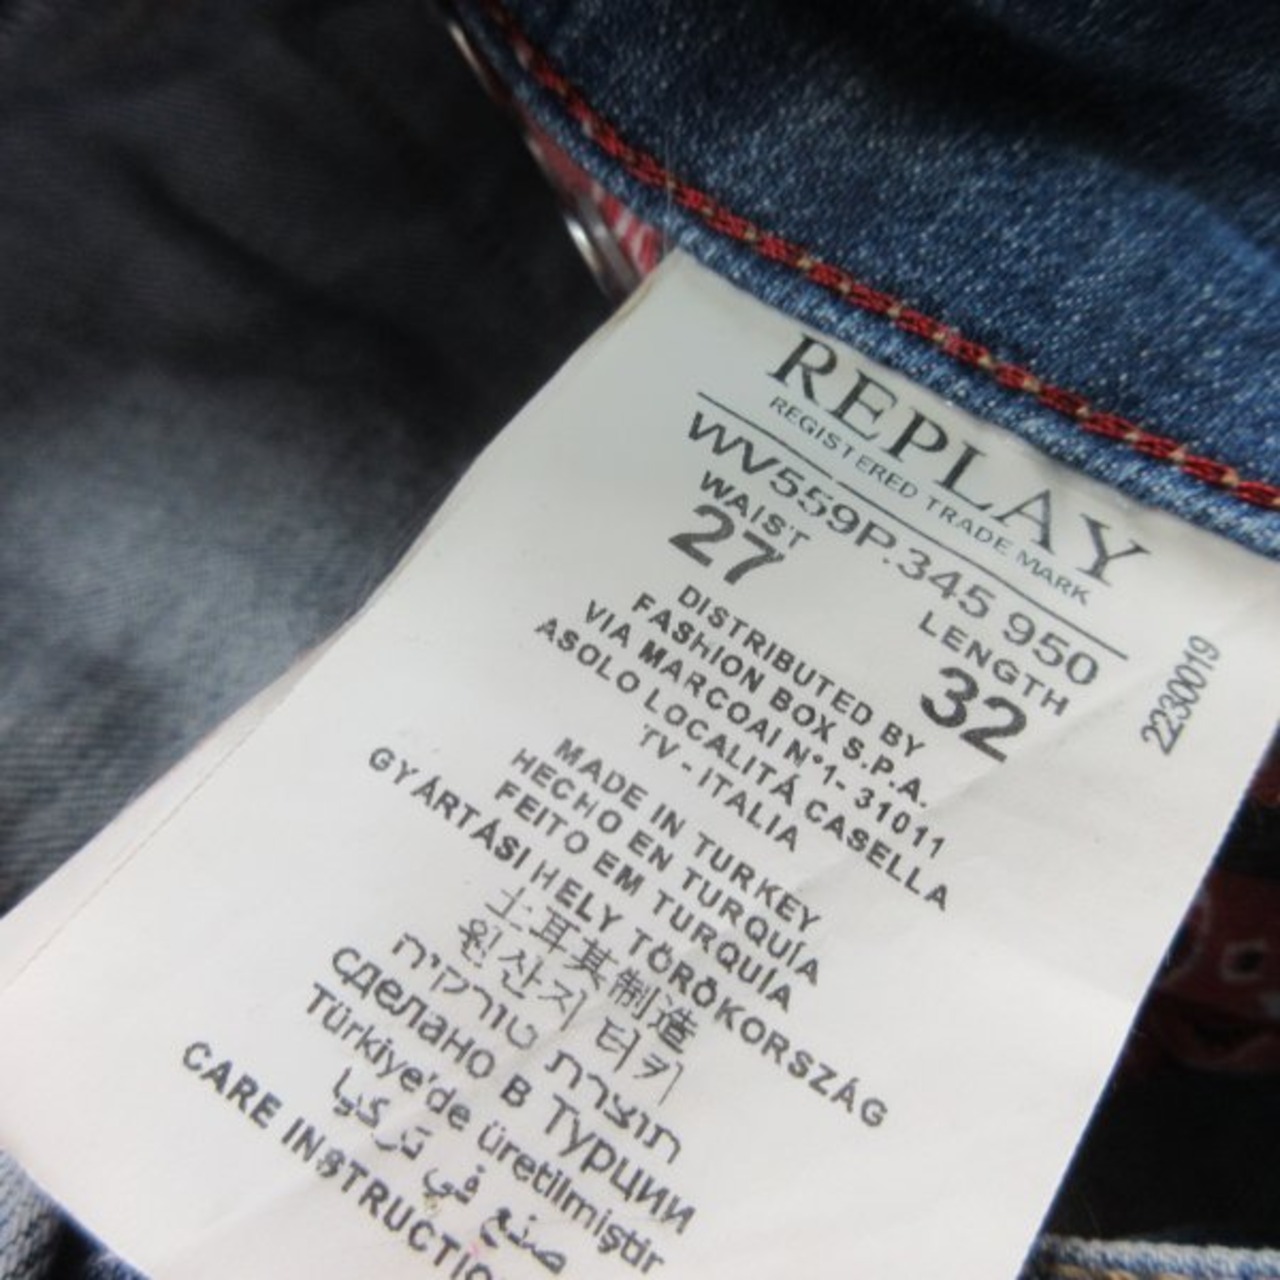 REPLAY
REGISTERED TRADE MARK
WV559P.345 950
WAIST LENGTH
27 32
2230019
DISTRIBUTED BY
FASHION BOX S.P.A.
VIA MARCOAI N°1- 31011
ASOLO LOCALITÁ CASELLA
TV - ITALIA
MADE IN TURKEY
HECHO EN TURQUÍA
FEITO EM TURQUÍA
GYÁRTÁSI HELY TÖRÖKORSZÁG
土耳其制造
원산지 터키
תוצרת טורקיה
СДЕЛАНО В Турции
Türkiye'de üretilmiştir
صنع في تركيا
CARE INSTRUCTIO